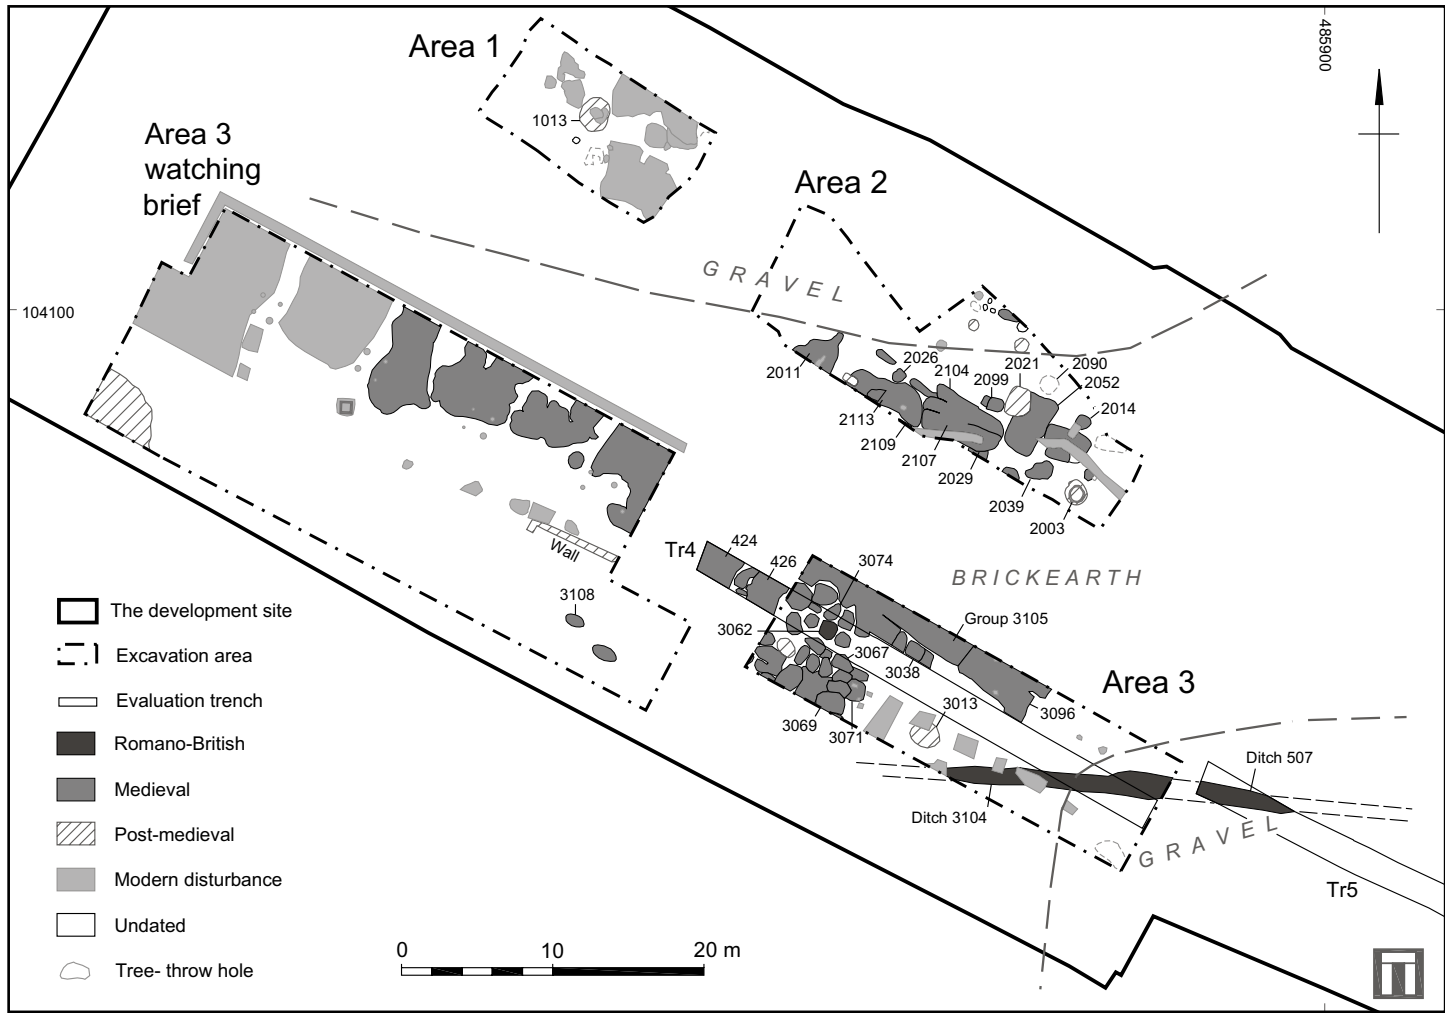 Area 1
485900
1013
Area 3
watching
brief
Area 2
GRAVEL
104100
2011
2026
2104
2099
2021
2090
2052
2014
2113
2109
2107
2029
2039
2003
Wall
Tr4
424
426
3074
BRICKEARTH
3108
3062
Group 3105
3067
3038
Area 3
3069
3071
3013
3096
Ditch 3104
Ditch 507
GRAVEL
Tr5
The development site
Excavation area
Evaluation trench
Romano-British
Medieval
Post-medieval
Modern disturbance
Undated
Tree- throw hole
0 10 20 m